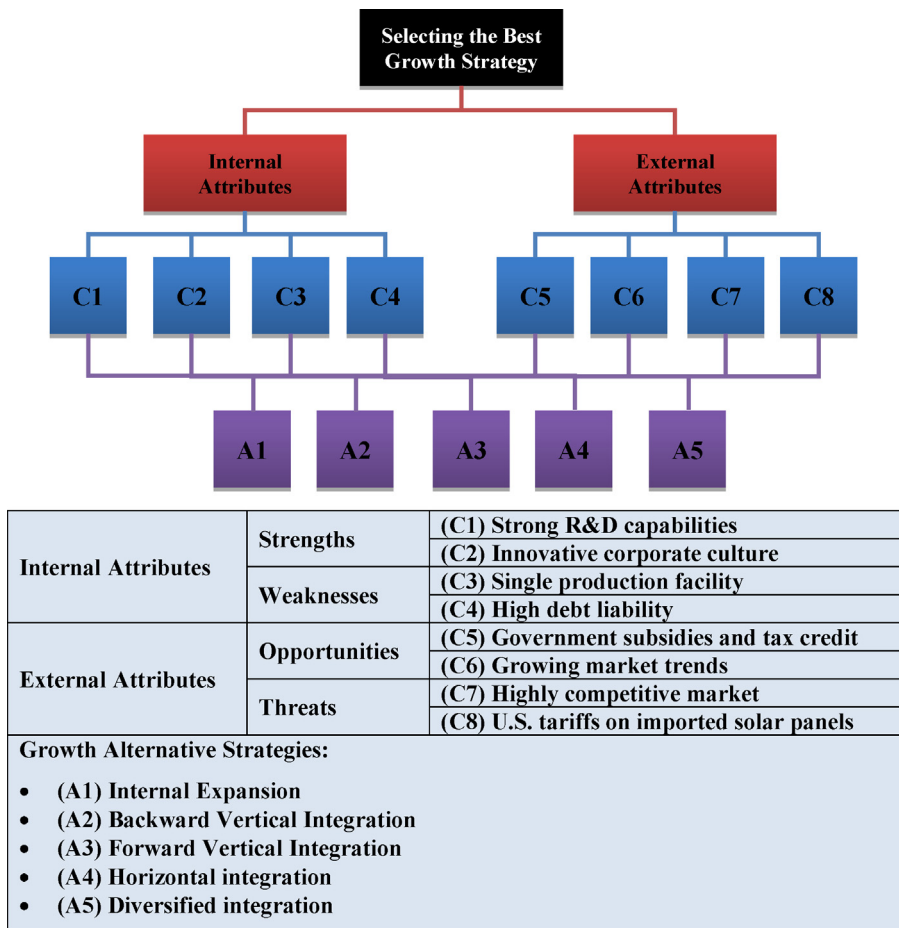 Selecting the Best
Growth Strategy
Internal
Attributes
External
Attributes
C1
C2
C3
C4
C5
C6
C7
C8
A1
A2
A3
A4
A5
Internal Attributes
Strengths
(C1) Strong R&D capabilities
(C2) Innovative corporate culture
Weaknesses
(C3) Single production facility
(C4) High debt liability
External Attributes
Opportunities
(C5) Government subsidies and tax credit
(C6) Growing market trends
Threats
(C7) Highly competitive market
(C8) U.S. tariffs on imported solar panels
Growth Alternative Strategies:
• (A1) Internal Expansion
• (A2) Backward Vertical Integration
• (A3) Forward Vertical Integration
• (A4) Horizontal integration
• (A5) Diversified integration